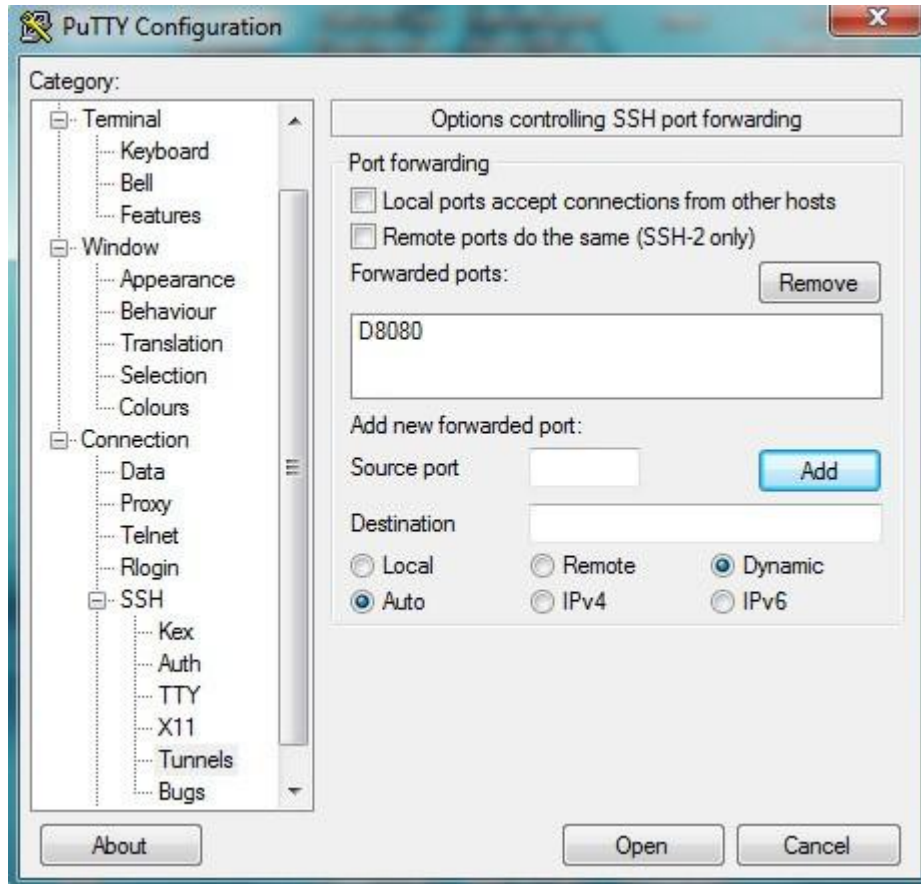 PuTTY Configuration
Category:
Terminal
Keyboard
Bell
Features
Window
Appearance
Behaviour
Translation
Selection
Colours
Connection
Data
Proxy
Telnet
Rlogin
SSH
Kex
Auth
TTY
X11
Tunnels
Bugs
Options controlling SSH port forwarding
Port forwarding
Local ports accept connections from other hosts
Remote ports do the same (SSH-2 only)
Forwarded ports:
Remove
D8080
Add new forwarded port:
Source port
Add
Destination
Local Remote Dynamic
Auto IPv4 IPv6
About
Open
Cancel